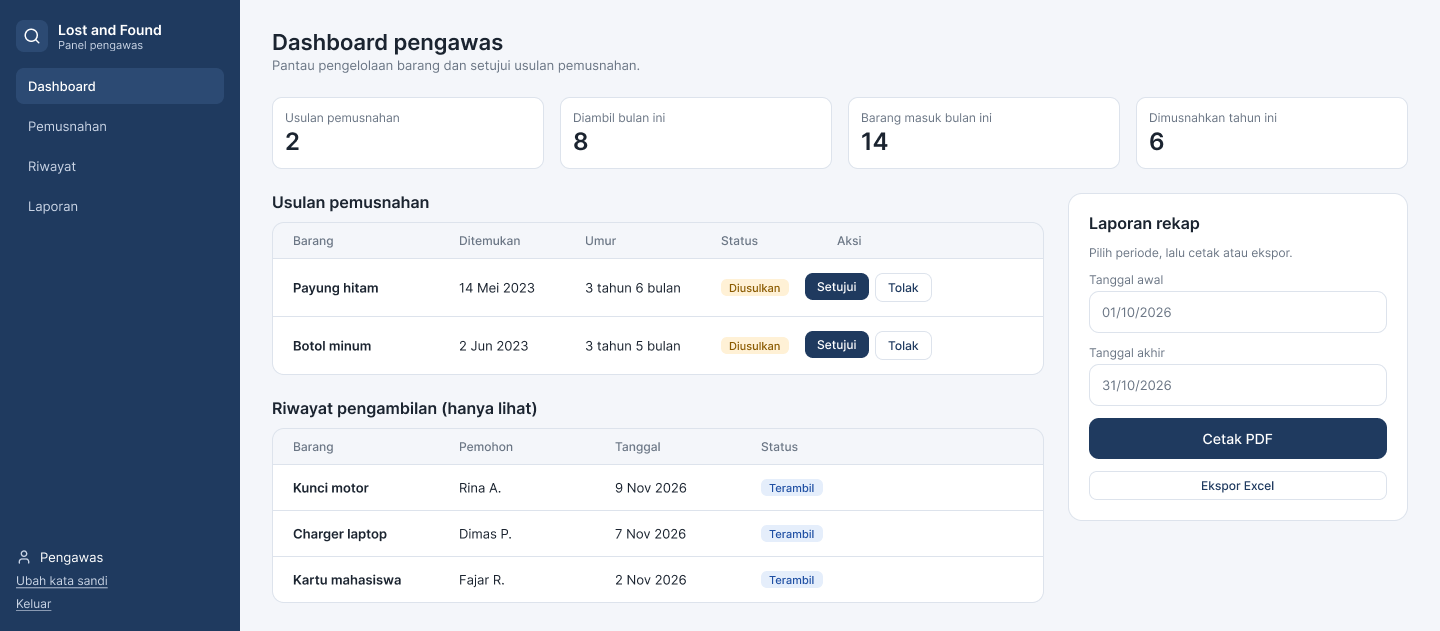 Lost and Found
Panel pengawas
Dashboard
Pemusnahan
Riwayat
Laporan
Pengawas
Ubah kata sandi
Keluar
Dashboard pengawas
Pantau pengelolaan barang dan setujui usulan pemusnahan.
Usulan pemusnahan
2
Diambil bulan ini
8
Barang masuk bulan ini
14
Dimusnahkan tahun ini
6
Usulan pemusnahan
Barang Ditemukan Umur Status Aksi
Payung hitam 14 Mei 2023 3 tahun 6 bulan Diusulkan Setujui Tolak
Botol minum 2 Jun 2023 3 tahun 5 bulan Diusulkan Setujui Tolak
Riwayat pengambilan (hanya lihat)
Barang Pemohon Tanggal Status
Kunci motor Rina A. 9 Nov 2026 Terambil
Charger laptop Dimas P. 7 Nov 2026 Terambil
Kartu mahasiswa Fajar R. 2 Nov 2026 Terambil
Laporan rekap
Pilih periode, lalu cetak atau ekspor.
Tanggal awal
01/10/2026
Tanggal akhir
31/10/2026
Cetak PDF
Ekspor Excel